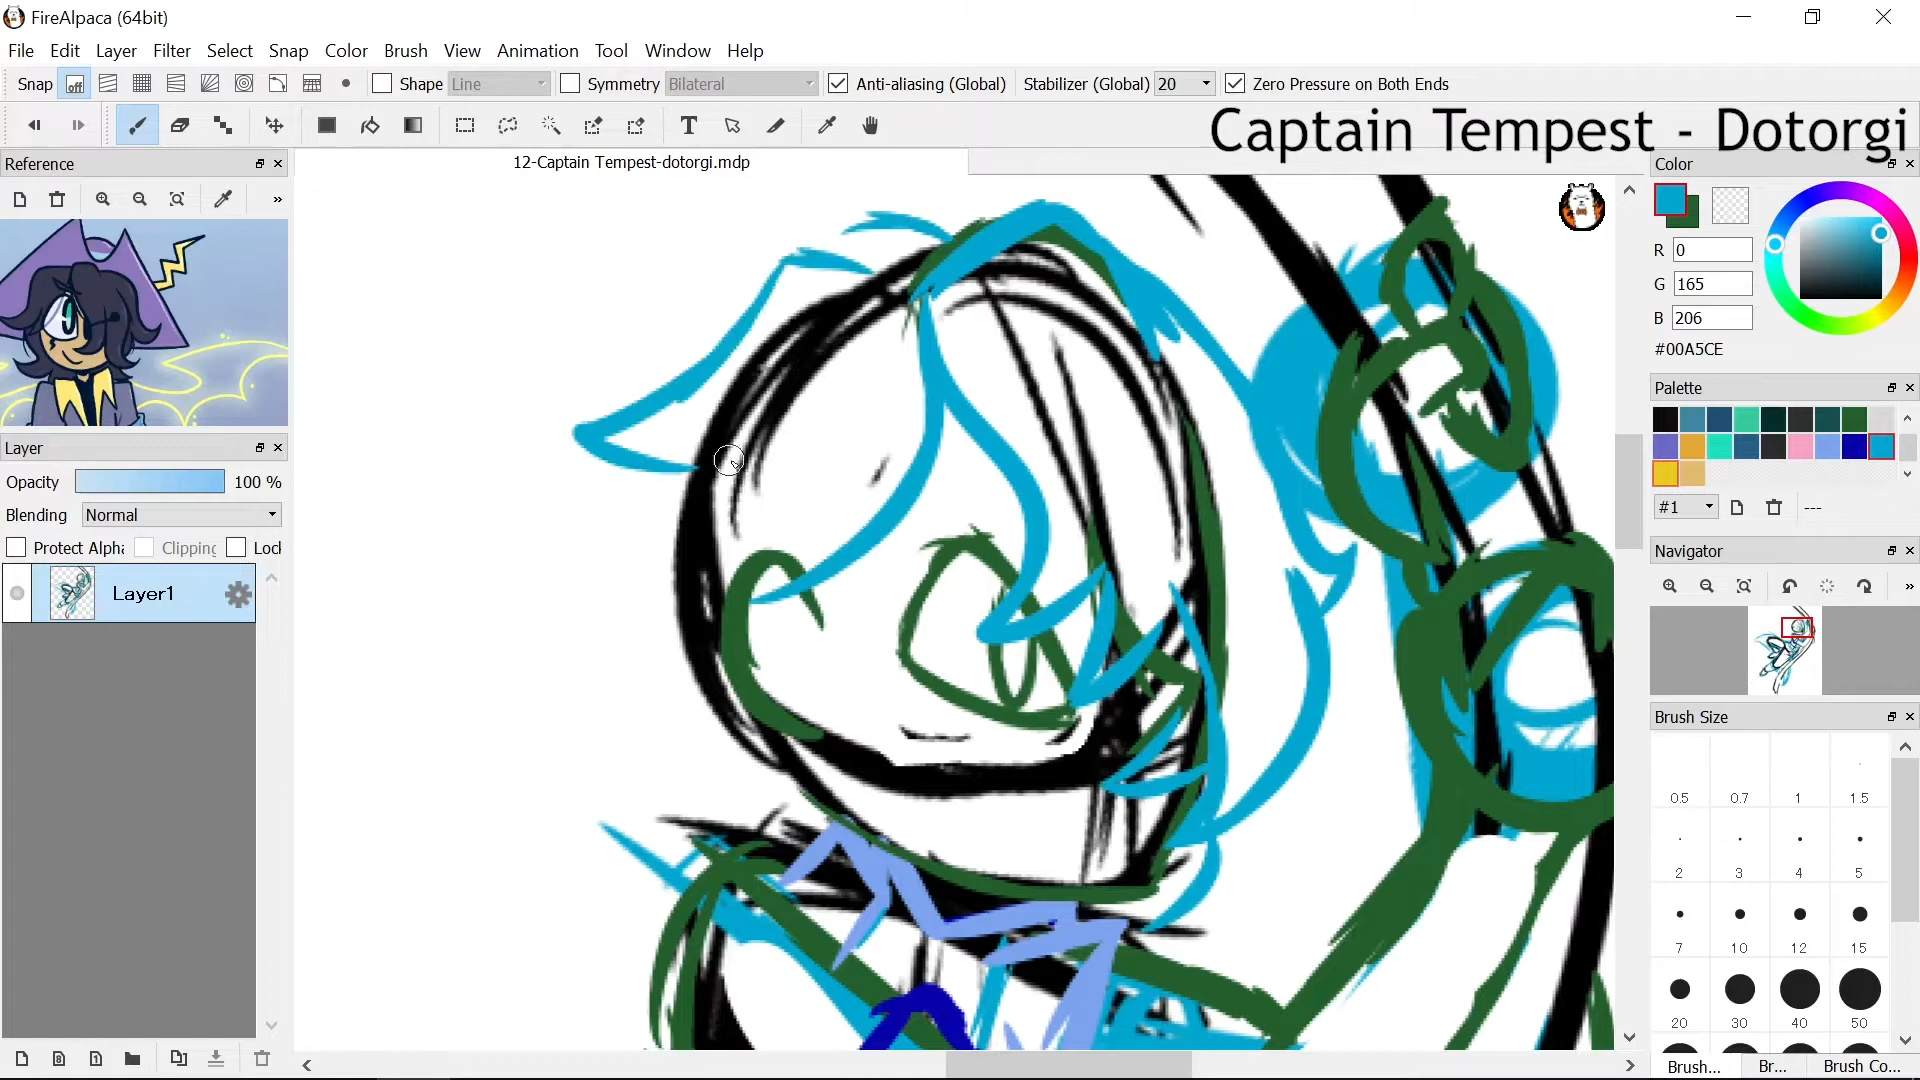 FireAlpaca (64bit)
File Edit Layer Filter Select Snap Color Brush View Animation Tool Window Help
Snap off Shape Line Symmetry Bilateral Anti-aliasing (Global) Stabilizer (Global) 20 Zero Pressure on Both Ends
T Captain Tempest - Dotorgi
Reference 12-Captain Tempest-dotorgi.mdp Color
R 0
G 165
B 206
#00A5CE
Palette
Layer
Opacity 100 %
Blending Normal
#1 ---
Protect Alpha Clipping Lock
Navigator
Layer1
Brush Size
0.5 0.7 1 1.5
2 3 4 5
7 10 12 15
20 30 40 50
8 1
Brush... Br... Brush Co...